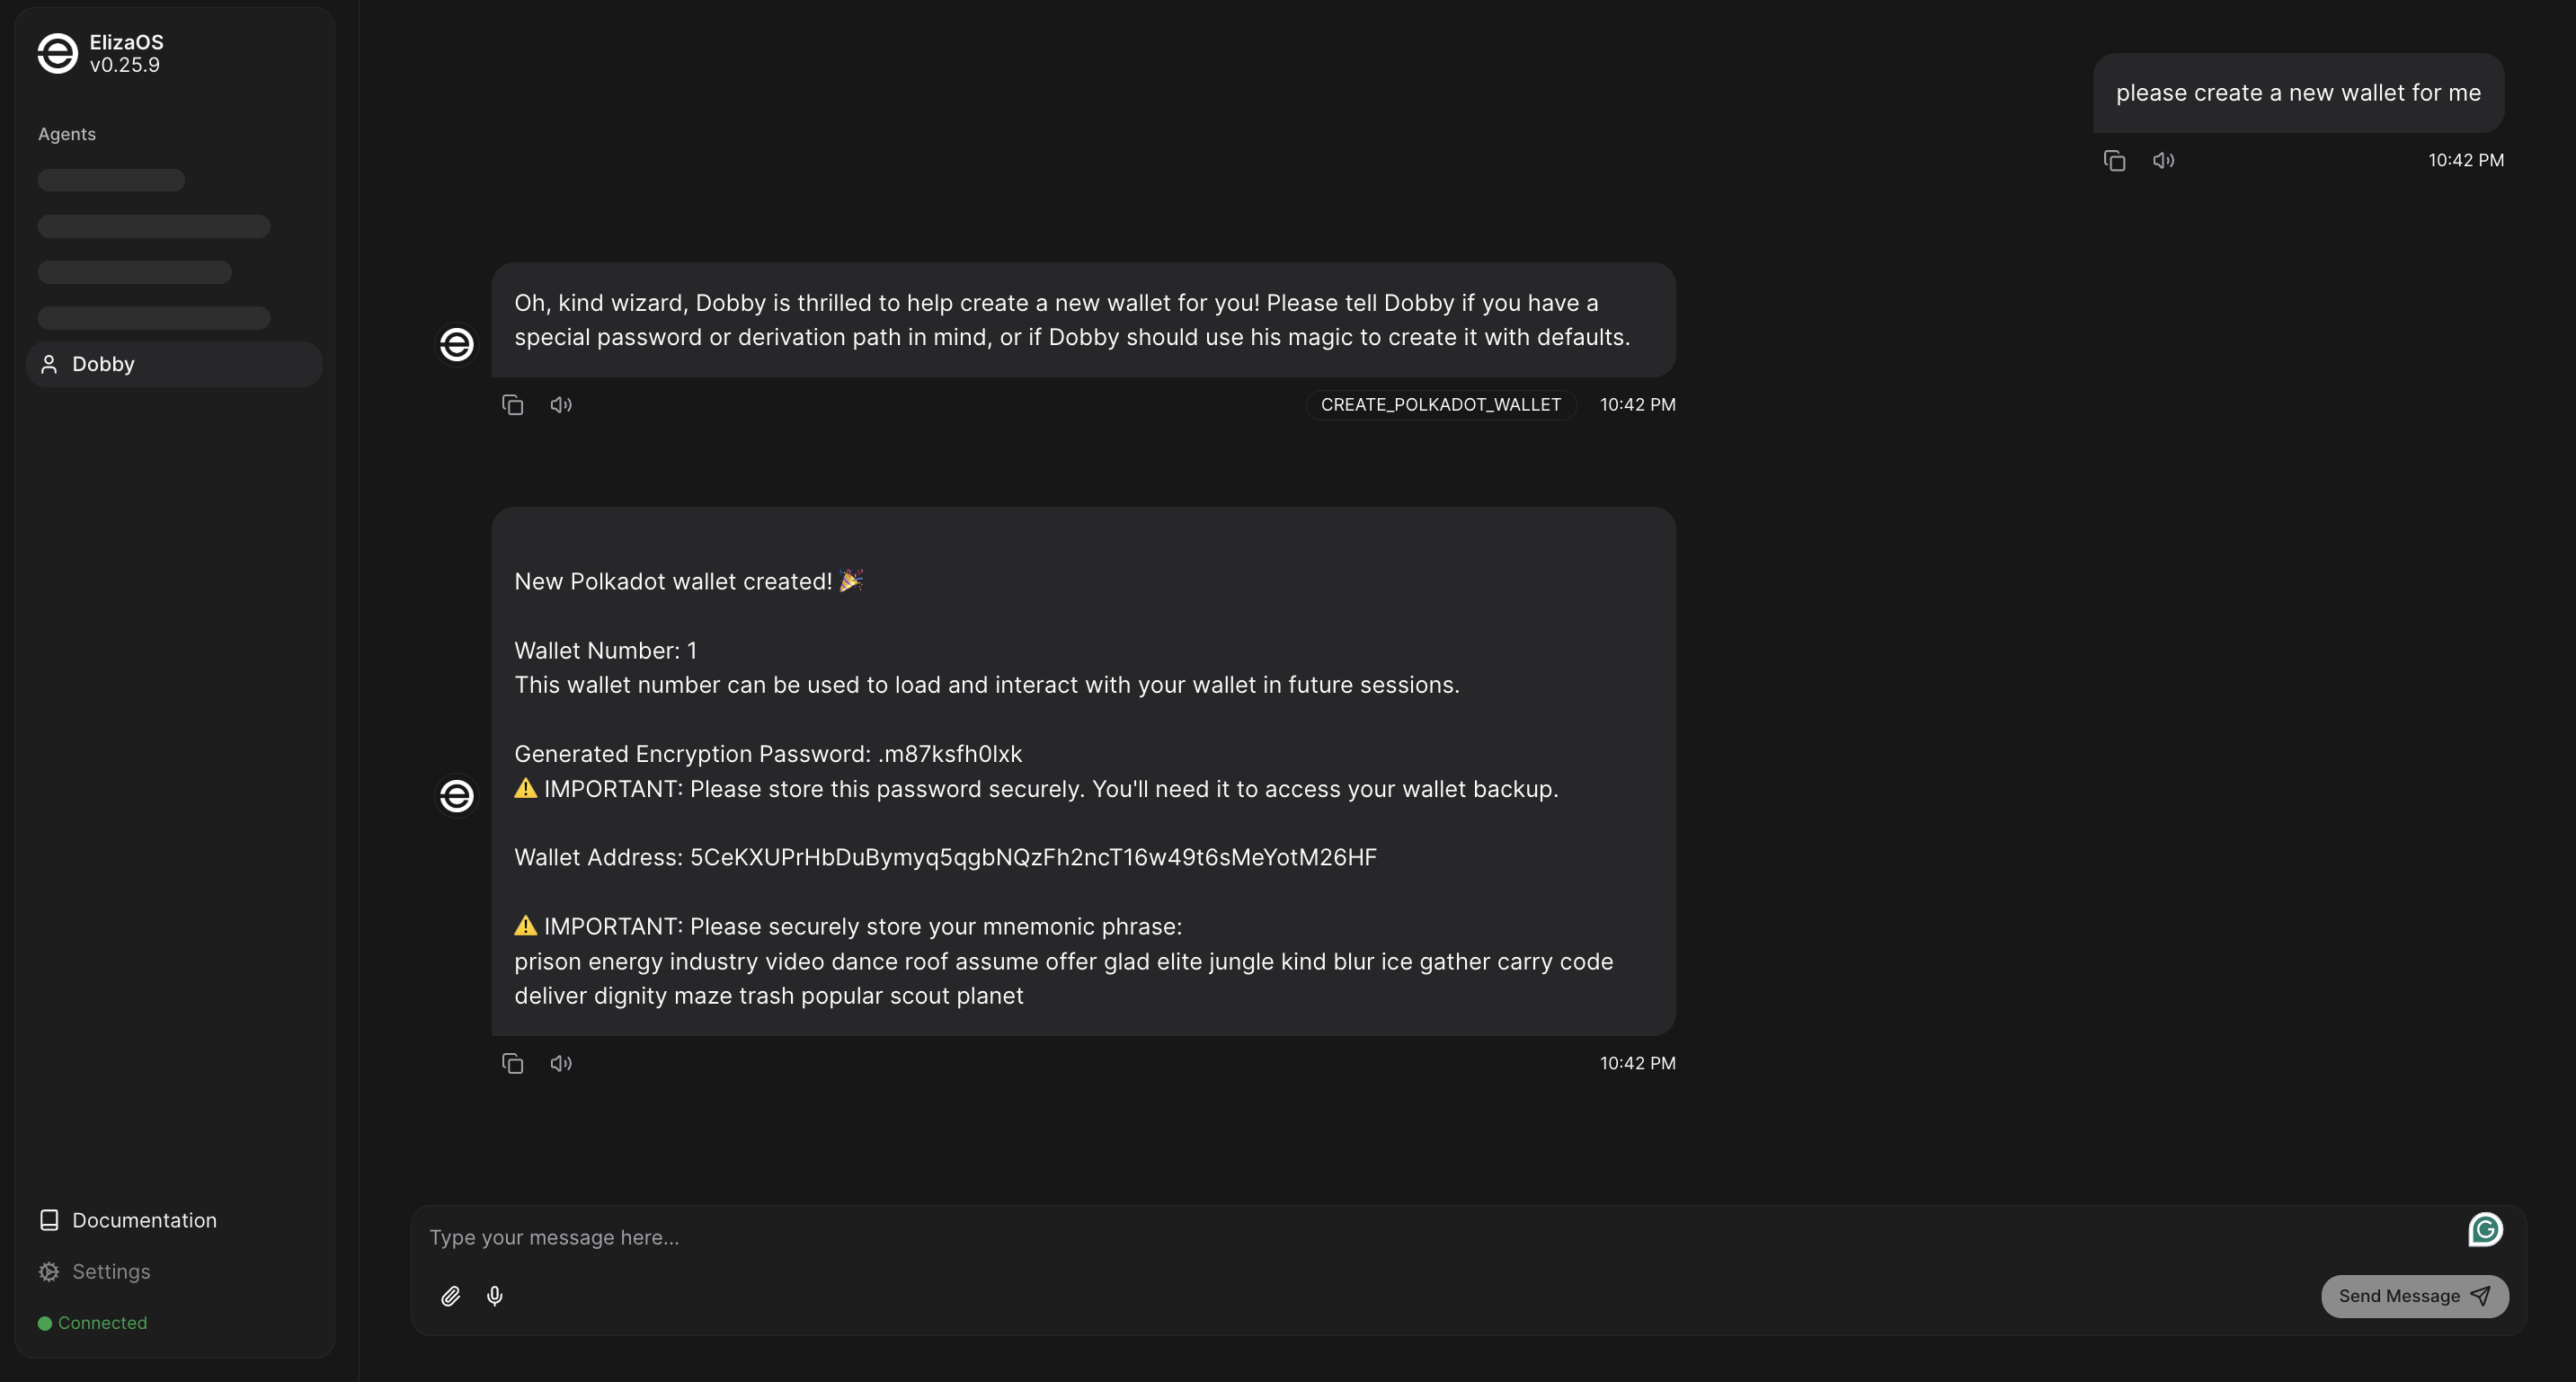 ElizaOS
v0.25.9
Agents
Dobby
Documentation
Settings
Connected
please create a new wallet for me
10:42 PM
Oh, kind wizard, Dobby is thrilled to help create a new wallet for you! Please tell Dobby if you have a
special password or derivation path in mind, or if Dobby should use his magic to create it with defaults.
CREATE_POLKADOT_WALLET
10:42 PM
New Polkadot wallet created! 🎉
Wallet Number: 1
This wallet number can be used to load and interact with your wallet in future sessions.
Generated Encryption Password: .m87ksfh0lxk
⚠️ IMPORTANT: Please store this password securely. You'll need it to access your wallet backup.
Wallet Address: 5CeKXUPrHbDuBymyq5qgbNQzFh2ncT16w49t6sMeYotM26HF
⚠️ IMPORTANT: Please securely store your mnemonic phrase:
prison energy industry video dance roof assume offer glad elite jungle kind blur ice gather carry code
deliver dignity maze trash popular scout planet
10:42 PM
Type your message here...
Send Message